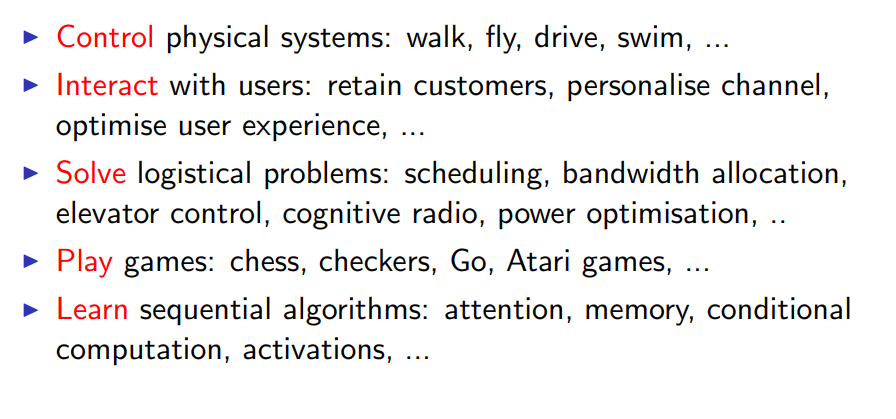 ▶ Control physical systems: walk, fly, drive, swim, ...
▶ Interact with users: retain customers, personalise channel,
optimise user experience, ...
▶ Solve logistical problems: scheduling, bandwidth allocation,
elevator control, cognitive radio, power optimisation, ..
▶ Play games: chess, checkers, Go, Atari games, ...
▶ Learn sequential algorithms: attention, memory, conditional
computation, activations, ...